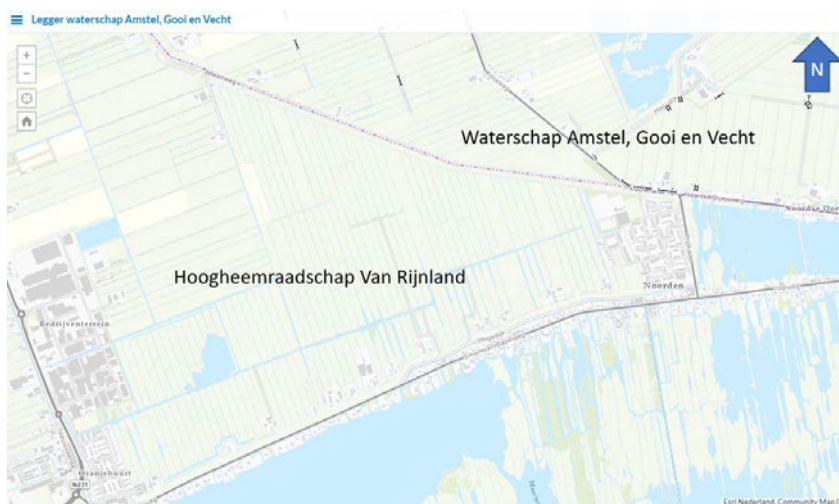 Legger waterschap Amstel, Gooi en Vecht
N
Waterschap Amstel, Gooi en Vecht
Hoogheemraadschap Van Rijnland
Noorden
Bedrijventerrein
Oranjebuurt
N231
Esri Nederland, Community Map